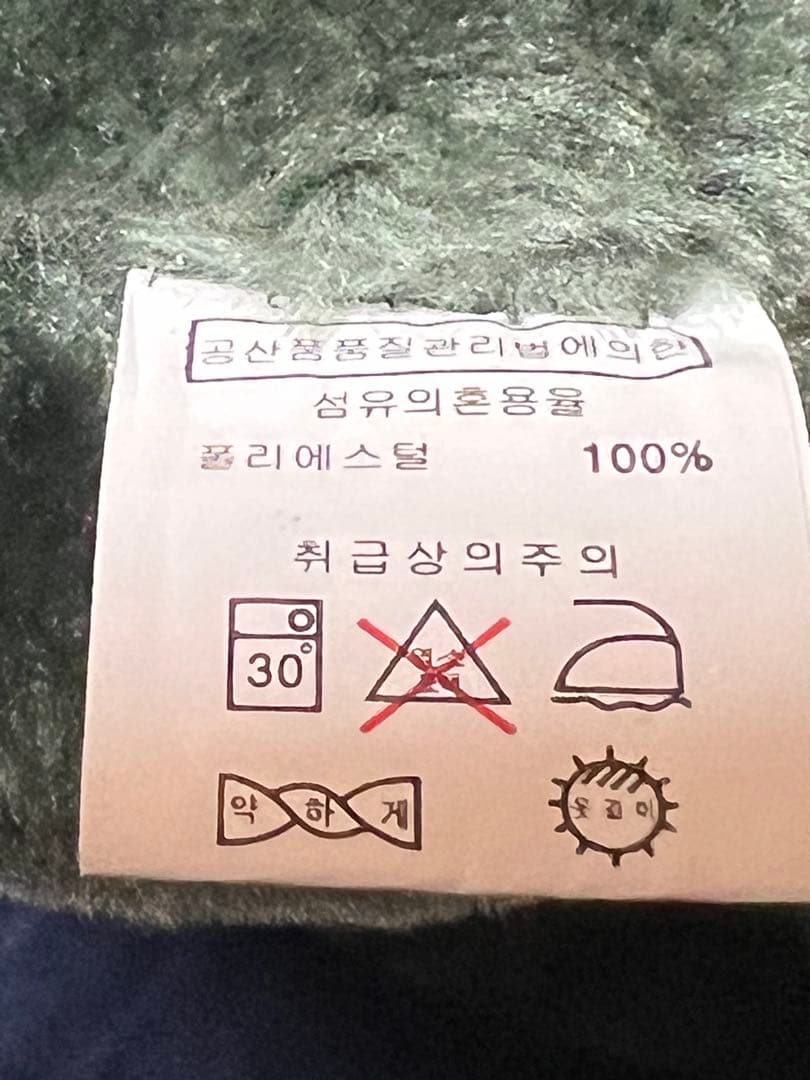 공산품품질관리법에의한
섬유의혼용율
폴리에스텔 100%
취급상의주의
30°
약하게
옷걸이